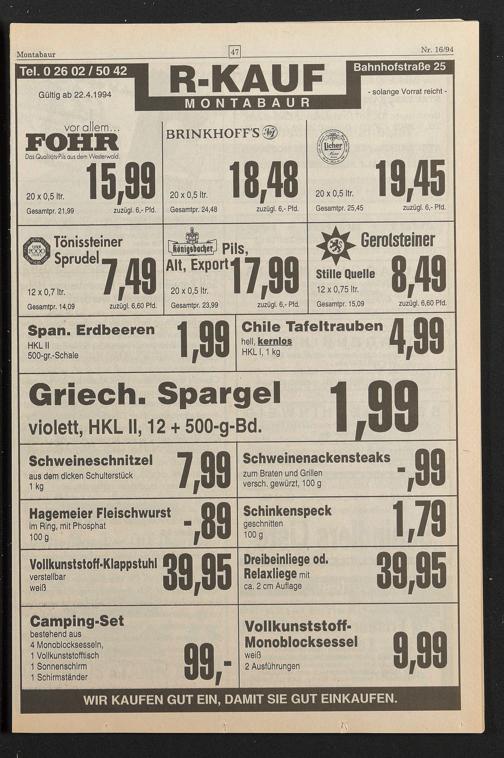 Montabaur
47
Nr. 16/94
Tel. 0 26 02 / 50 42
R-KAUF
MONTABAUR
Bahnhofstraße 25
Gültig ab 22.4.1994
- solange Vorrat reicht -
vor allem...
FOHR
Das Qualitäts-Pils aus dem Westerwald.
20 x 0,5 ltr.
15,99
Gesamtpr. 21,99
zuzügl. 6,- Pfd.
BRINKHOFF'S
20 x 0,5 ltr.
18,48
Gesamtpr. 24,48
zuzügl. 6,- Pfd.
Licher
20 x 0,5 ltr.
19,45
Gesamtpr. 25,45
zuzügl. 6,- Pfd.
Tönissteiner
Sprudel
12 x 0,7 ltr.
7,49
Gesamtpr. 14,09
zuzügl. 6,60 Pfd.
Königsbacher Pils,
Alt, Export
20 x 0,5 ltr.
17,99
Gesamtpr. 23,99
zuzügl. 6,- Pfd.
Gerolsteiner
Stille Quelle
12 x 0,75 ltr.
8,49
Gesamtpr. 15,09
zuzügl. 6,60 Pfd.
Span. Erdbeeren
HKL II
500-gr.-Schale
1,99
Chile Tafeltrauben
hell, kernlos
HKL I, 1 kg
4,99
Griech. Spargel
violett, HKL II, 12 + 500-g-Bd.
1,99
Schweineschnitzel
aus dem dicken Schulterstück
1 kg
7,99
Schweinenackensteaks
zum Braten und Grillen
versch. gewürzt, 100 g
-,99
Hagemeier Fleischwurst
im Ring, mit Phosphat
100 g
-,89
Schinkenspeck
geschnitten
100 g
1,79
Vollkunststoff-Klappstuhl
verstellbar
weiß
39,95
Dreibeinliege od.
Relaxliege mit
ca. 2 cm Auflage
39,95
Camping-Set
bestehend aus
4 Monoblocksesseln,
1 Vollkunststofftisch
1 Sonnenschirm
1 Schirmständer
99,-
Vollkunststoff-
Monoblocksessel
weiß
2 Ausführungen
9,99
WIR KAUFEN GUT EIN, DAMIT SIE GUT EINKAUFEN.